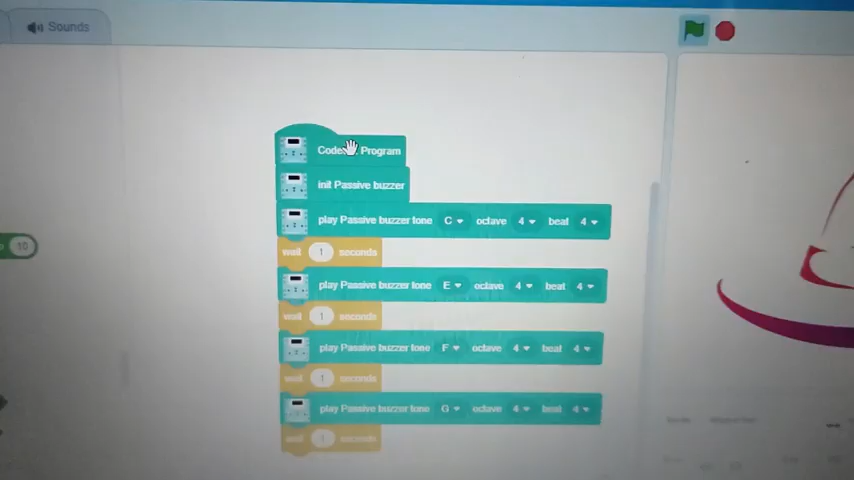 Sounds
Program
init Passive buzzer
play Passive buzzer tone C octave 4 beat 4
10
wait 1 seconds
play Passive buzzer tone E octave 4 beat 4
wait 1 seconds
play Passive buzzer tone F octave 4 beat 4
wait 1 seconds
play Passive buzzer tone G octave 4 beat 4
wait 1 seconds